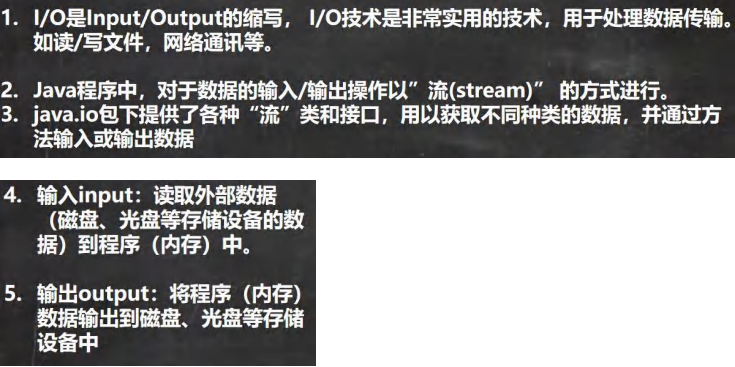 1. I/O是Input/Output的缩写， I/O技术是非常实用的技术，用于处理数据传输。
如读/写文件，网络通讯等。
2. Java程序中，对于数据的输入/输出操作以”流(stream)” 的方式进行。
3. java.io包下提供了各种“流”类和接口，用以获取不同种类的数据，并通过方
法输入或输出数据
4. 输入input：读取外部数据
（磁盘、光盘等存储设备的数
据）到程序（内存）中。
5. 输出output：将程序（内存）
数据输出到磁盘、光盘等存储
设备中